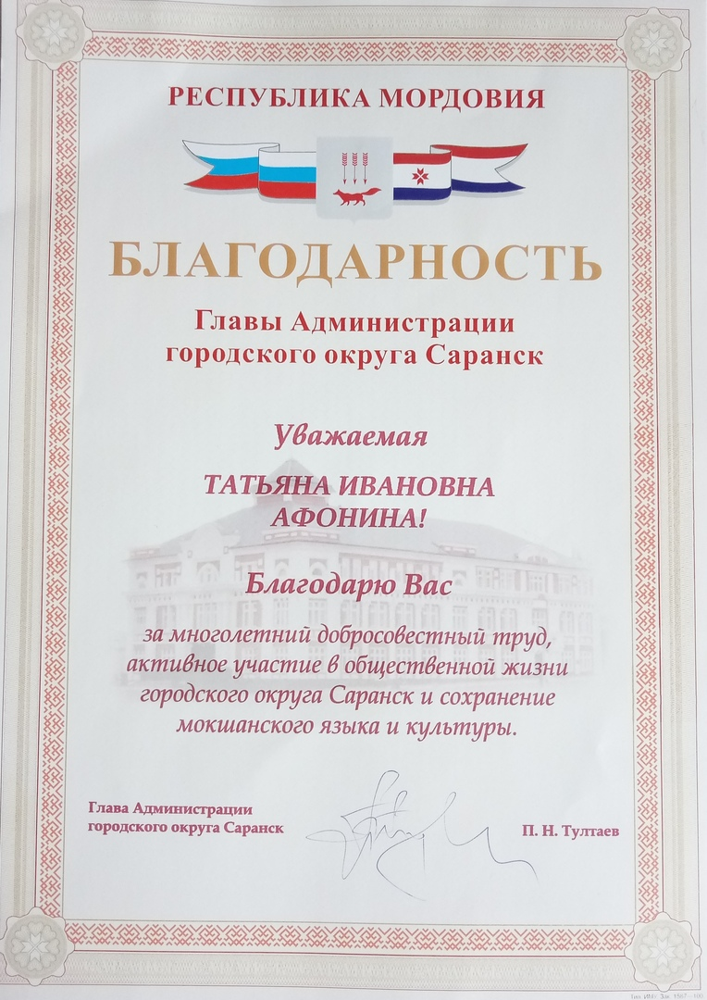 РЕСПУБЛИКА МОРДОВИЯ
БЛАГОДАРНОСТЬ
Главы Администрации
городского округа Саранск
Уважаемая
ТАТЬЯНА ИВАНОВНА
АФОНИНА!
Благодарю Вас
за многолетний добросовестный труд,
активное участие в общественной жизни
городского округа Саранск и сохранение
мокшанского языка и культуры.
Глава Администрации
городского округа Саранск
П. Н. Тултаев